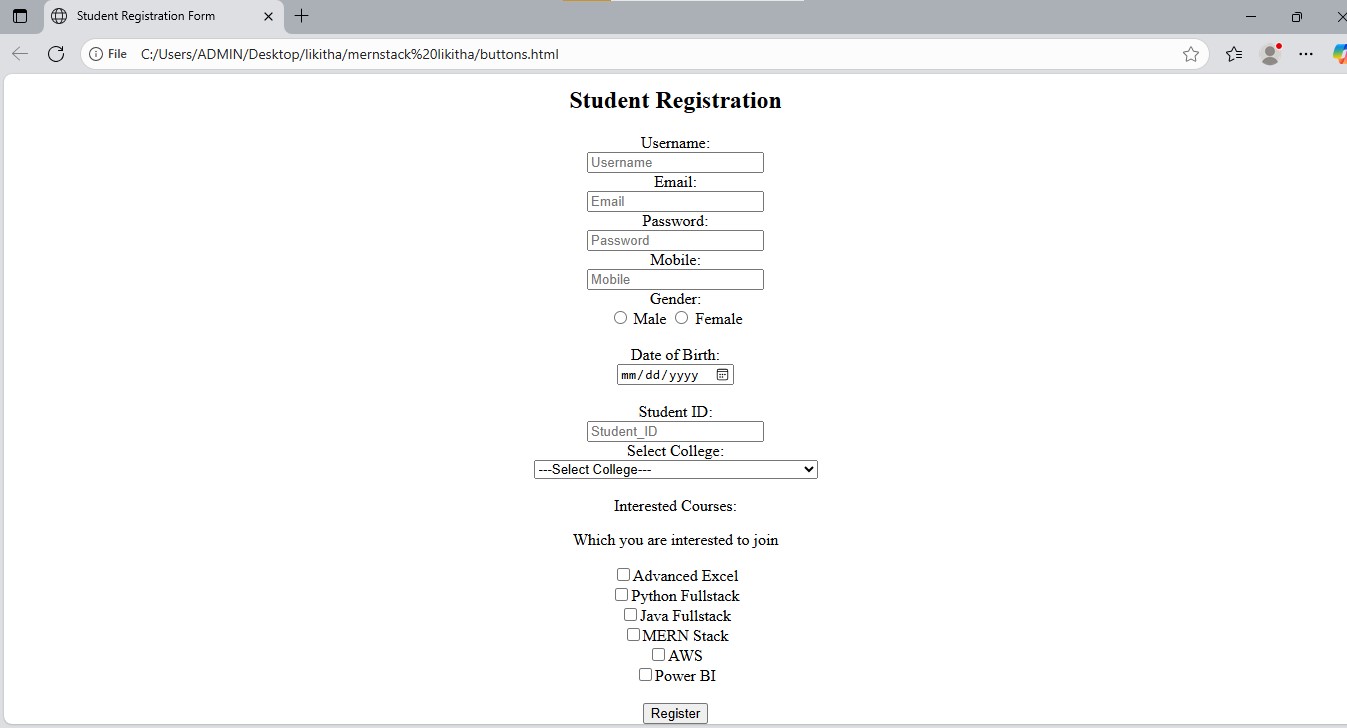 Student Registration Form
File C:/Users/ADMIN/Desktop/likitha/mernstack%20likitha/buttons.html
Student Registration
Username:
Username
Email:
Email
Password:
Password
Mobile:
Mobile
Gender:
Male Female
Date of Birth:
mm/dd/yyyy
Student ID:
Student_ID
Select College:
---Select College---
Interested Courses:
Which you are interested to join
Advanced Excel
Python Fullstack
Java Fullstack
MERN Stack
AWS
Power BI
Register